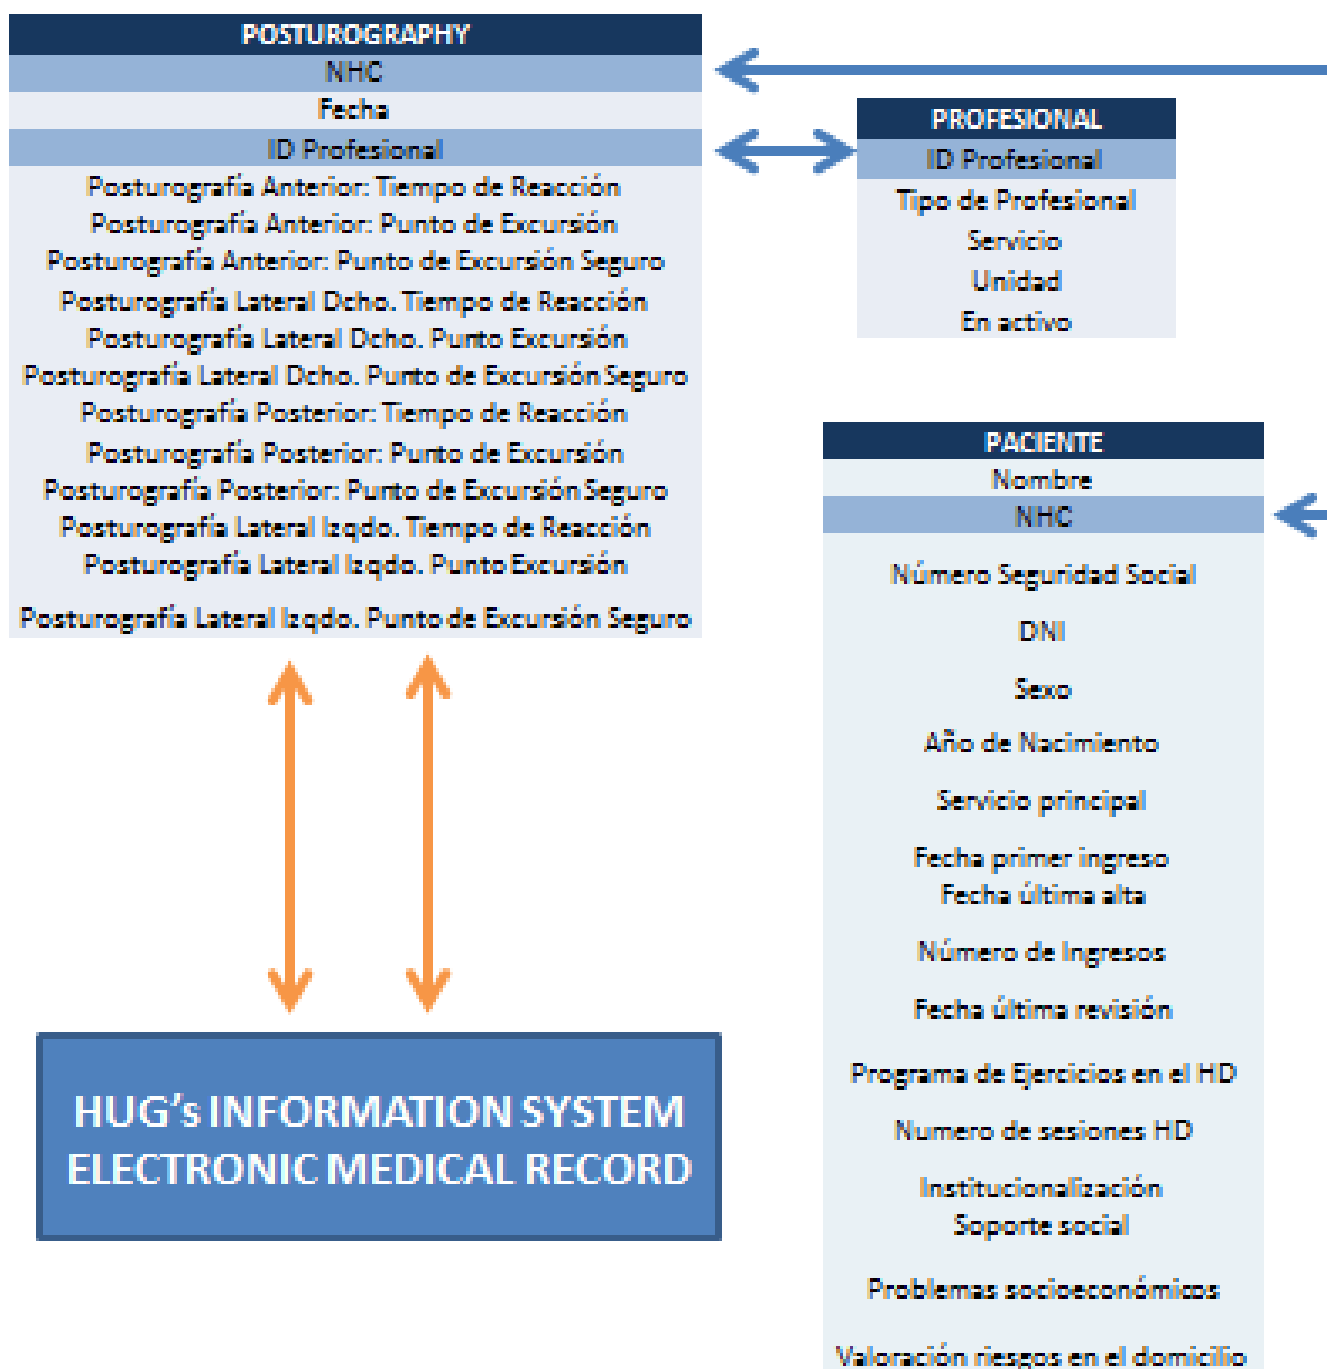 POSTUROGRAPHY
NHC
Fecha
ID Profesional
Posturografía Anterior: Tiempo de Reacción
Posturografía Anterior: Punto de Excursión
Posturografía Anterior: Punto de Excursión Seguro
Posturografía Lateral Dcho. Tiempo de Reacción
Posturografía Lateral Dcho. Punto Excursión
Posturografía Lateral Dcho. Punto de Excursión Seguro
Posturografía Posterior: Tiempo de Reacción
Posturografía Posterior: Punto de Excursión
Posturografía Posterior: Punto de Excursión Seguro
Posturografía Lateral Izqdo. Tiempo de Reacción
Posturografía Lateral Izqdo. Punto Excursión
Posturografía Lateral Izqdo. Punto de Excursión Seguro
PROFESIONAL
ID Profesional
Tipo de Profesional
Servicio
Unidad
En activo
PACIENTE
Nombre
NHC
Número Seguridad Social
DNI
Sexo
Año de Nacimiento
Servicio principal
Fecha primer ingreso
Fecha última alta
Número de Ingresos
Fecha última revisión
Programa de Ejercicios en el HD
Numero de sesiones HD
Institucionalización
Soporte social
Problemas socioeconómicos
Valoración riesgos en el domicilio
HUG's INFORMATION SYSTEM
ELECTRONIC MEDICAL RECORD